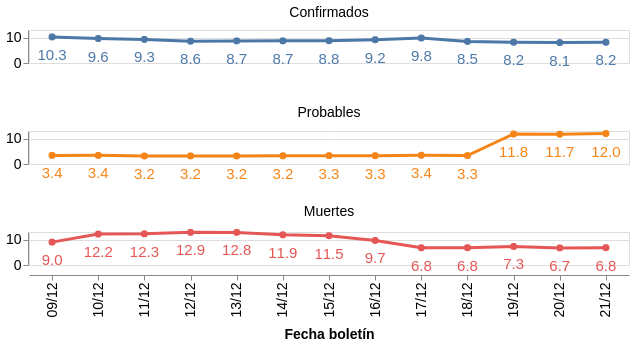 Confirmados
10
0
10.3 9.6 9.3 8.6 8.7 8.7 8.8 9.2 9.8 8.5 8.2 8.1 8.2
Probables
10
0
3.4 3.4 3.2 3.2 3.2 3.2 3.3 3.3 3.4 3.3 11.8 11.7 12.0
Muertes
10
0
9.0 12.2 12.3 12.9 12.8 11.9 11.5 9.7 6.8 6.8 7.3 6.7 6.8
09/12 10/12 11/12 12/12 13/12 14/12 15/12 16/12 17/12 18/12 19/12 20/12 21/12
Fecha boletín